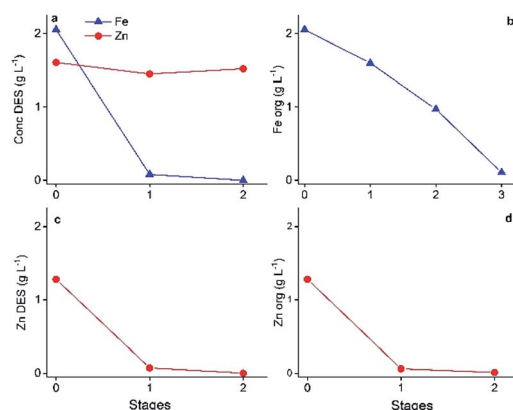 a
Fe
Zn
Conc DES (g L⁻¹)
2
1
0
0
1
2
b
Fe org (g L⁻¹)
2
1
0
0
1
2
3
c
Zn DES (g L⁻¹)
2
1
0
0
1
2
Stages
d
Zn org (g L⁻¹)
2
1
0
0
1
2
Stages